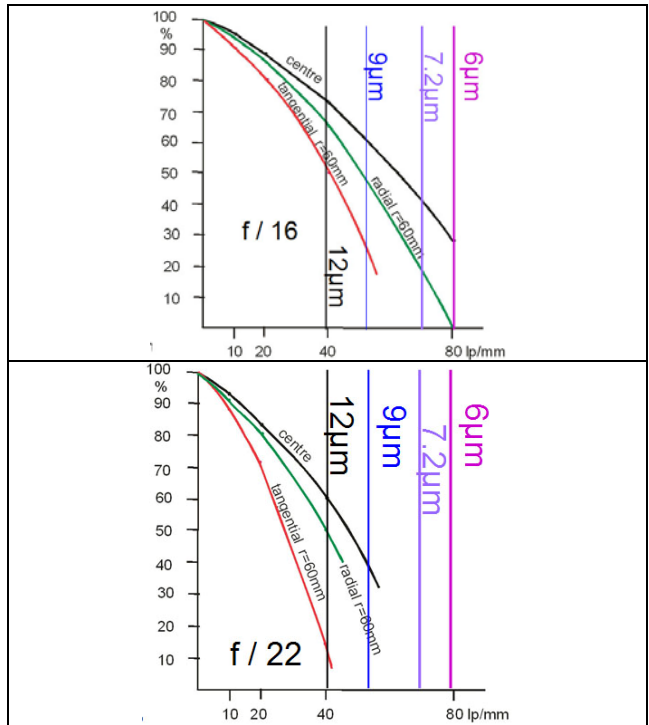 100
%
90
80
70
60
50
40
30
20
10
centre
tangential r=60mm
radial r=60mm
f / 16
12µm
9µm
7.2µm
6µm
10 20 40 80 lp/mm
100
%
90
80
70
60
50
40
30
20
10
centre
tangential r=60mm
radial r=60mm
f / 22
12µm
9µm
7.2µm
6µm
10 20 40 80 lp/mm